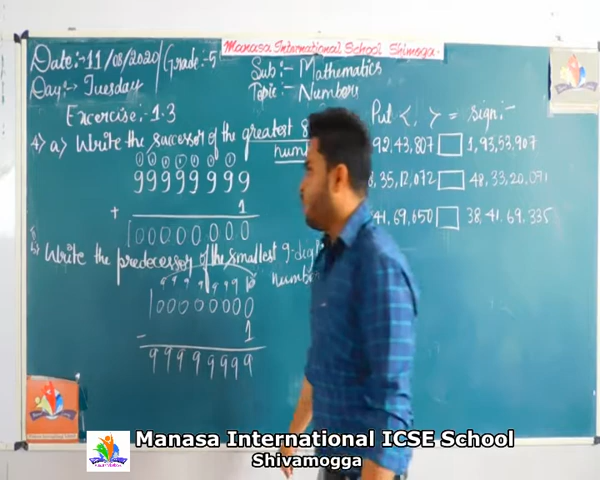 Manasa International School Shimoga
Date:-11/08/2020
Grade:-5
Day:- Tuesday
Sub:- Mathematics
Topic:- Numbers
Exercise:-1.3
4) a) Write the successor of the greatest 8
num
99999999
+ 1
100000000
b) Write the predecessor of the smallest 9-dig
numbe
100000000
- 1
99999999
Put < , > = sign:-
92,43,807 □ 1,93,53,907
8,35,12,072 □ 48,33,20,091
41,69,650 □ 38,41,69,335
Manasa International ICSE School
Shivamogga